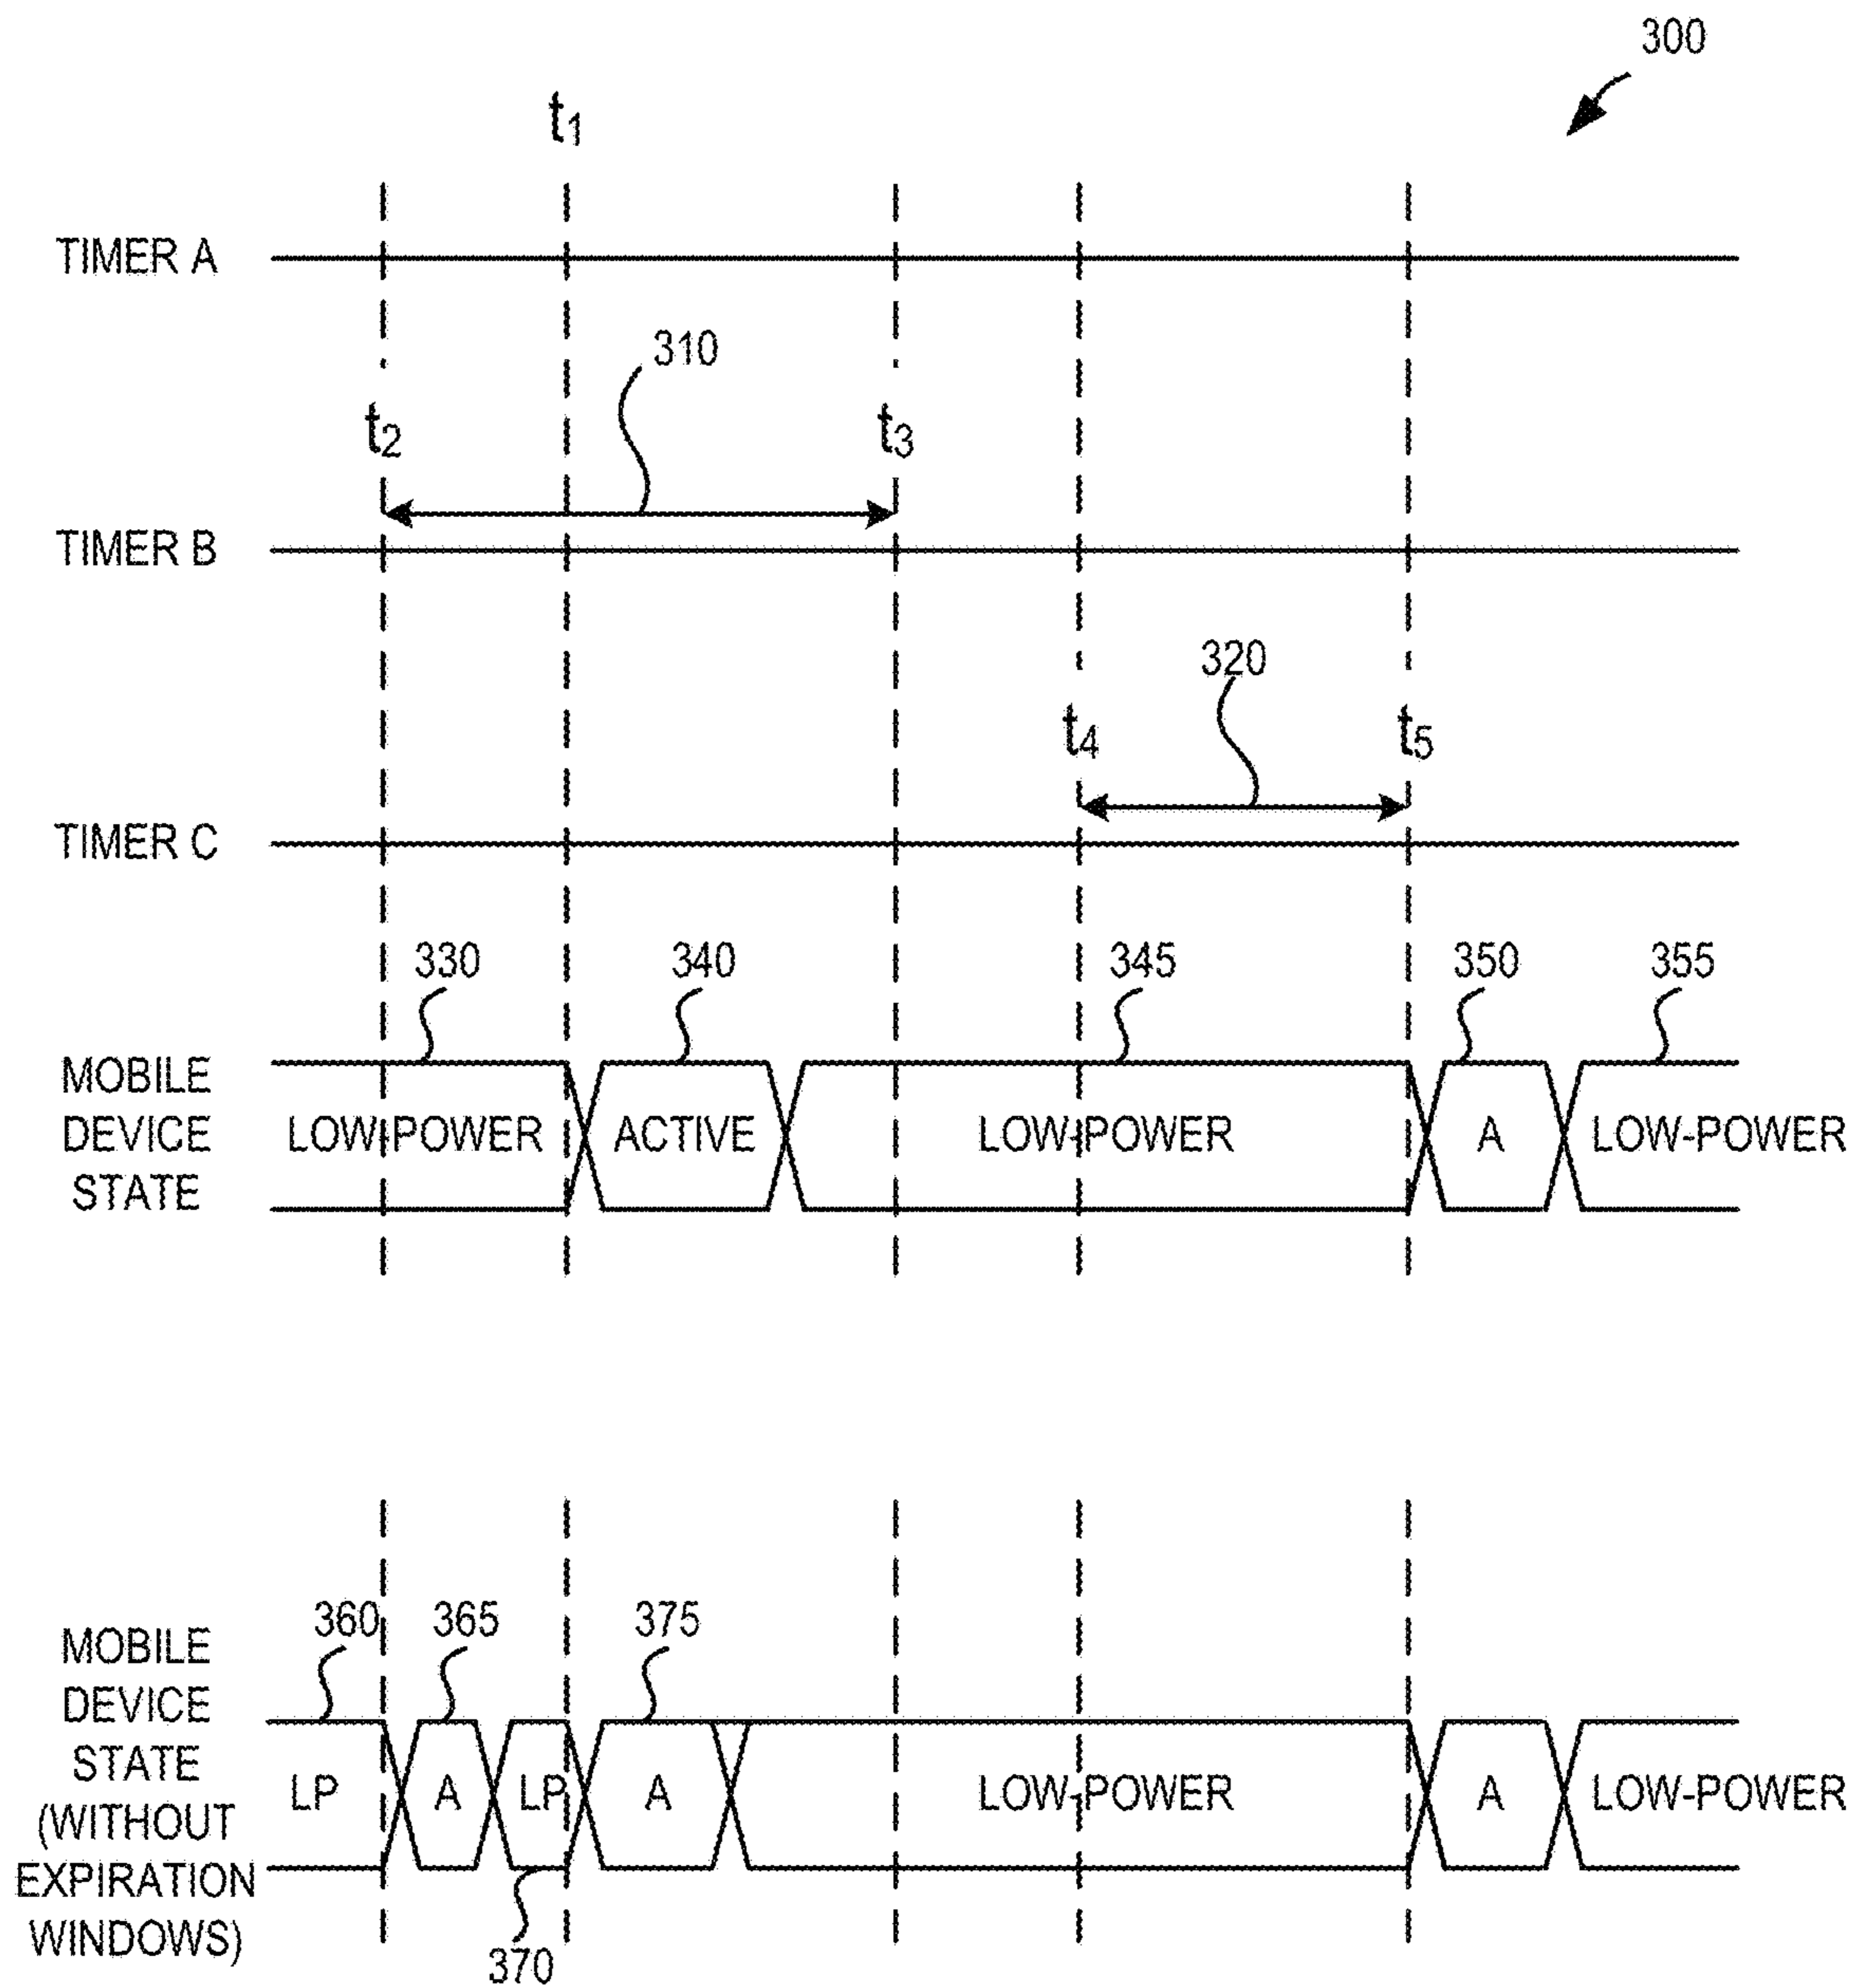 300
t1
TIMER A
310
t2
t3
TIMER B
320
t4
t5
TIMER C
330
340
345
350
355
MOBILE
DEVICE
STATE
LOW-POWER
ACTIVE
LOW-POWER
A
LOW-POWER
360
365
375
MOBILE
DEVICE
STATE
(WITHOUT
EXPIRATION
WINDOWS)
LP
A
LP
A
LOW-POWER
A
LOW-POWER
370